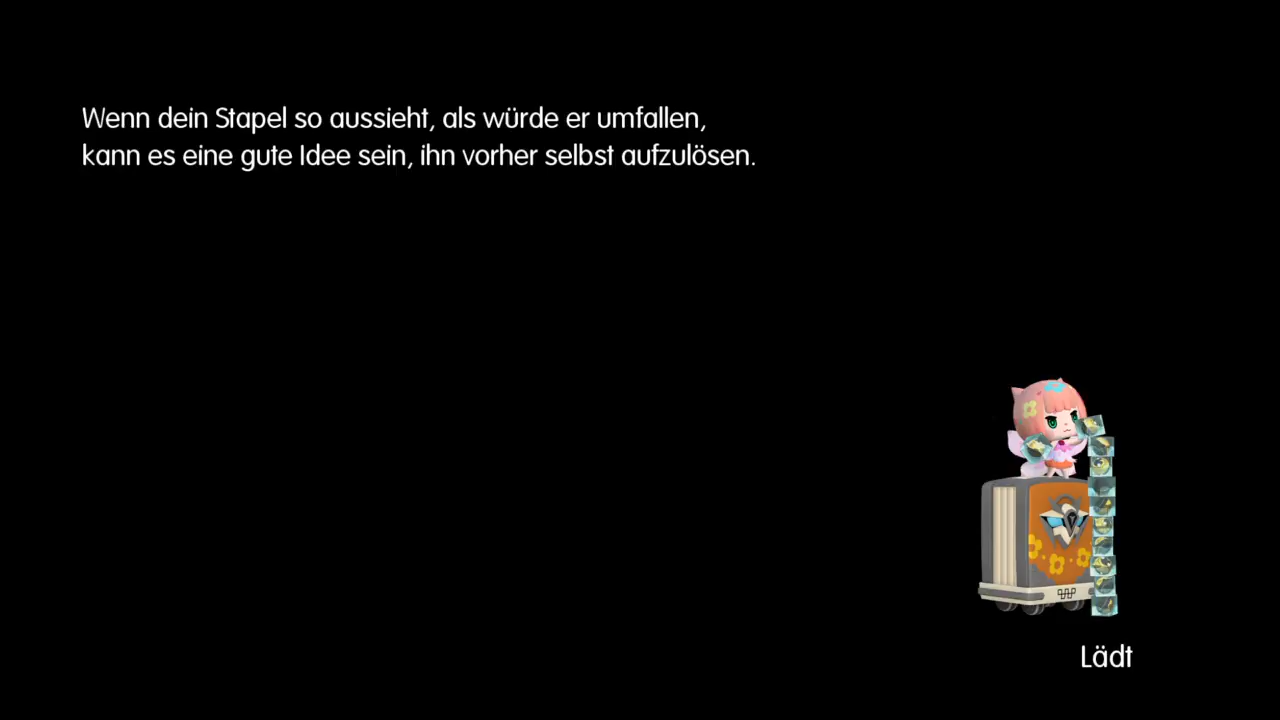 Wenn dein Stapel so aussieht, als würde er umfallen,
kann es eine gute Idee sein, ihn vorher selbst aufzulösen.
Lädt